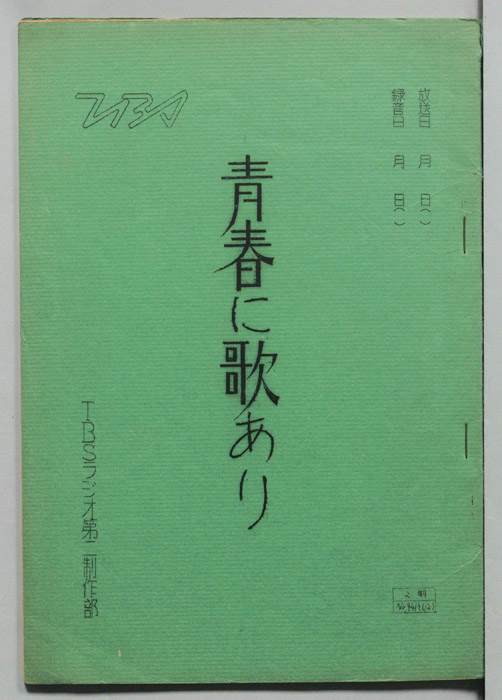 放送日　月　日（　）
録音日　月　日（　）
青春に歌あり
TBS
TBSラジオ第二制作部